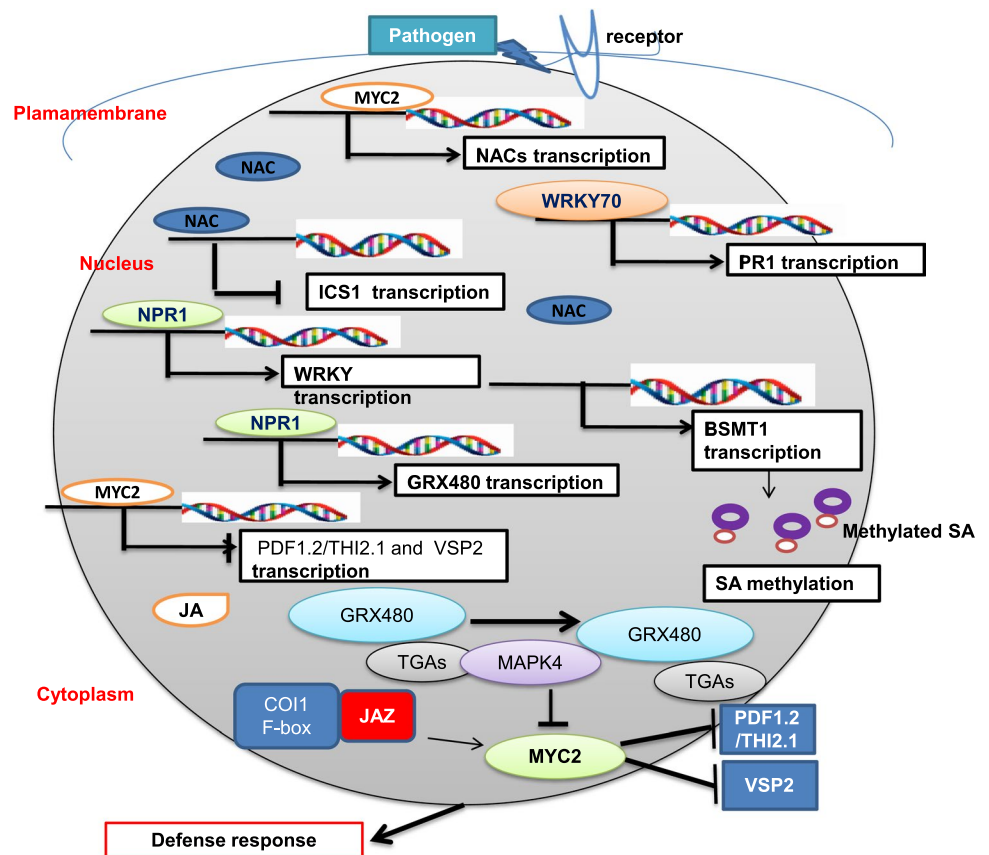 Pathogen
receptor
MYC2
Plamamembrane
NACs transcription
NAC
WRKY70
NAC
Nucleus
PR1 transcription
ICS1 transcription
NPR1
NAC
WRKY
transcription
NPR1
BSMT1
transcription
GRX480 transcription
MYC2
Methylated SA
PDF1.2/THI2.1 and VSP2
transcription
SA methylation
JA
GRX480
GRX480
TGAs
MAPK4
TGAs
Cytoplasm
COI1
F-box
JAZ
PDF1.2
/THI2.1
MYC2
VSP2
Defense response